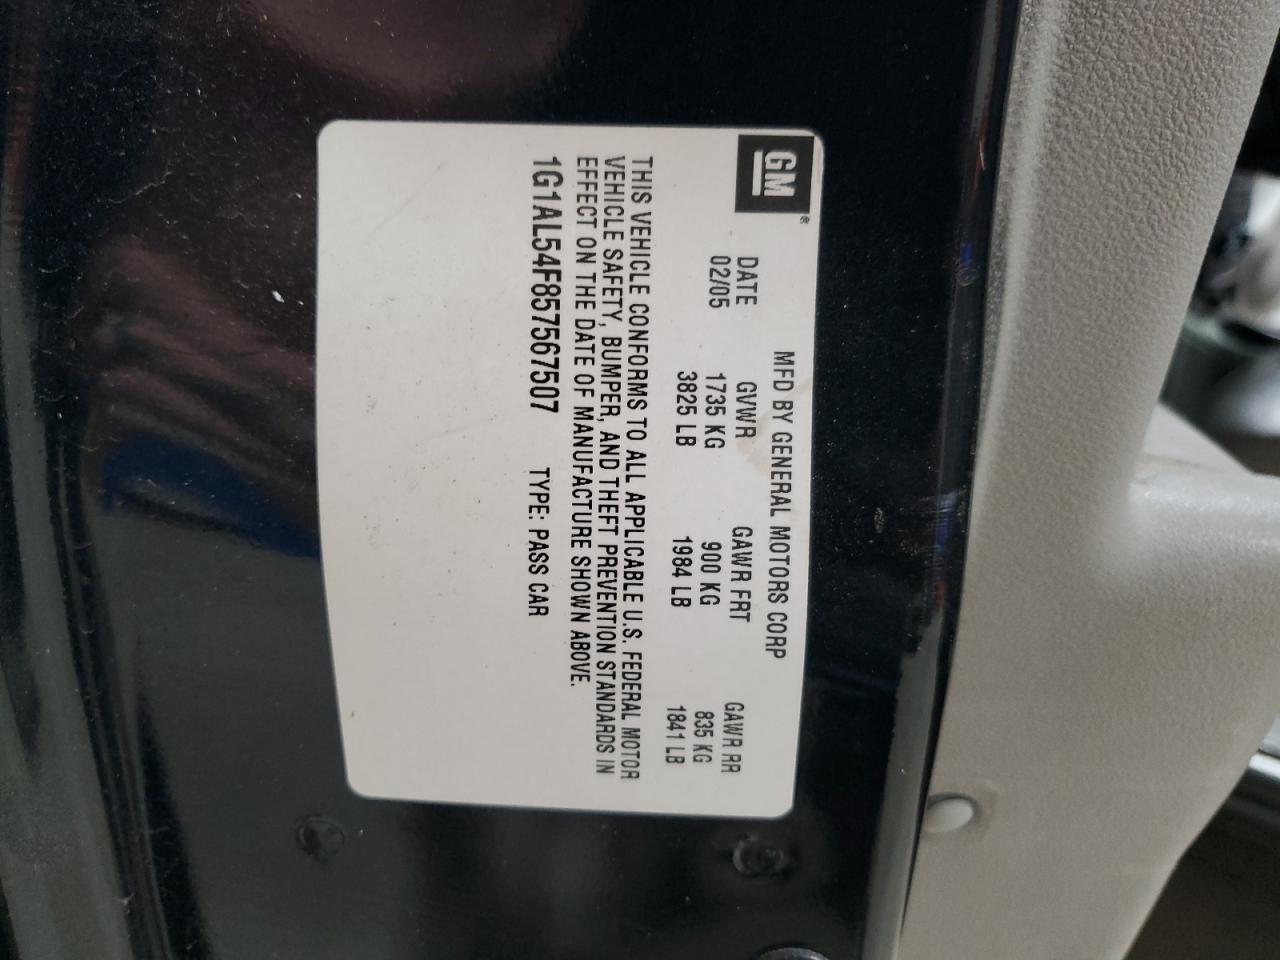 GM®
MFD BY GENERAL MOTORS CORP
DATE GVWR GAWR FRT GAWR RR
02/05 1735 KG 900 KG 835 KG
3825 LB 1984 LB 1841 LB
THIS VEHICLE CONFORMS TO ALL APPLICABLE U.S. FEDERAL MOTOR
VEHICLE SAFETY, BUMPER, AND THEFT PREVENTION STANDARDS IN
EFFECT ON THE DATE OF MANUFACTURE SHOWN ABOVE.
1G1AL54F857567507 TYPE: PASS CAR